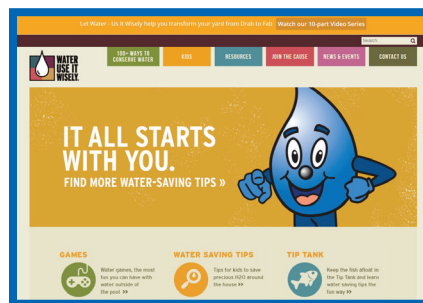 Let Water - Us It Wisely help you transform your yard from Drab to Fab Watch our 10-part Video Series
Search...
WATER
USE IT
WISELY.
100+ WAYS TO
CONSERVE WATER
KIDS
RESOURCES
JOIN THE CAUSE
NEWS & EVENTS
CONTACT US
IT ALL STARTS
WITH YOU.
FIND MORE WATER-SAVING TIPS »
GAMES
Water games, the most
fun you can have with
water outside of
the pool »
WATER SAVING TIPS
Tips for kids to save
precious H2O around
the house »
TIP TANK
Keep the fish afloat in
the Tip Tank and learn
water saving tips the
fun way »